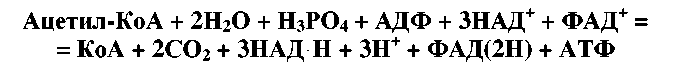 Ацетил-КоА + 2H₂O + H₃PO₄ + АДФ + 3НАД⁺ + ФАД⁺ =
= КоА + 2CO₂ + 3НАД·Н + 3Н⁺ + ФАД(2Н) + АТФ